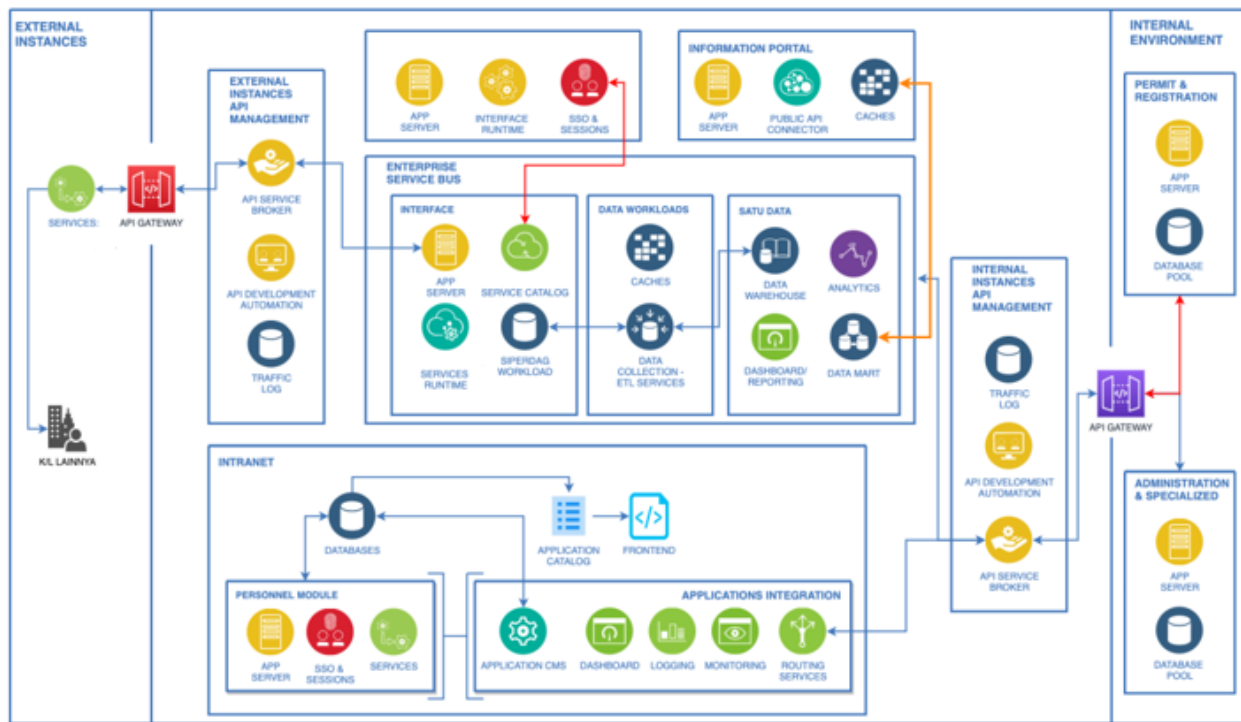 EXTERNAL
INSTANCES
SERVICES:
API GATEWAY
K/L LAINNYA
EXTERNAL
INSTANCES
API
MANAGEMENT
API SERVICE
BROKER
API DEVELOPMENT
AUTOMATION
TRAFFIC
LOG
APP
SERVER
INTERFACE
RUNTIME
SSO &
SESSIONS
INFORMATION PORTAL
APP
SERVER
PUBLIC API
CONNECTOR
CACHES
ENTERPRISE
SERVICE BUS
INTERFACE
APP
SERVER
SERVICE CATALOG
SERVICES
RUNTIME
SIPERDAG
WORKLOAD
DATA WORKLOADS
CACHES
DATA
COLLECTION -
ETL SERVICES
SATU DATA
DATA
WAREHOUSE
ANALYTICS
DASHBOARD/
REPORTING
DATA MART
INTERNAL
INSTANCES
API
MANAGEMENT
TRAFFIC
LOG
API DEVELOPMENT
AUTOMATION
API SERVICE
BROKER
API GATEWAY
INTERNAL
ENVIRONMENT
PERMIT &
REGISTRATION
APP
SERVER
DATABASE
POOL
ADMINISTRATION
& SPECIALIZED
APP
SERVER
DATABASE
POOL
INTRANET
DATABASES
APPLICATION
CATALOG
FRONTEND
PERSONNEL MODULE
APP
SERVER
SSO &
SESSIONS
SERVICES
APPLICATIONS INTEGRATION
APPLICATION CMS
DASHBOARD
LOGGING
MONITORING
ROUTING
SERVICES